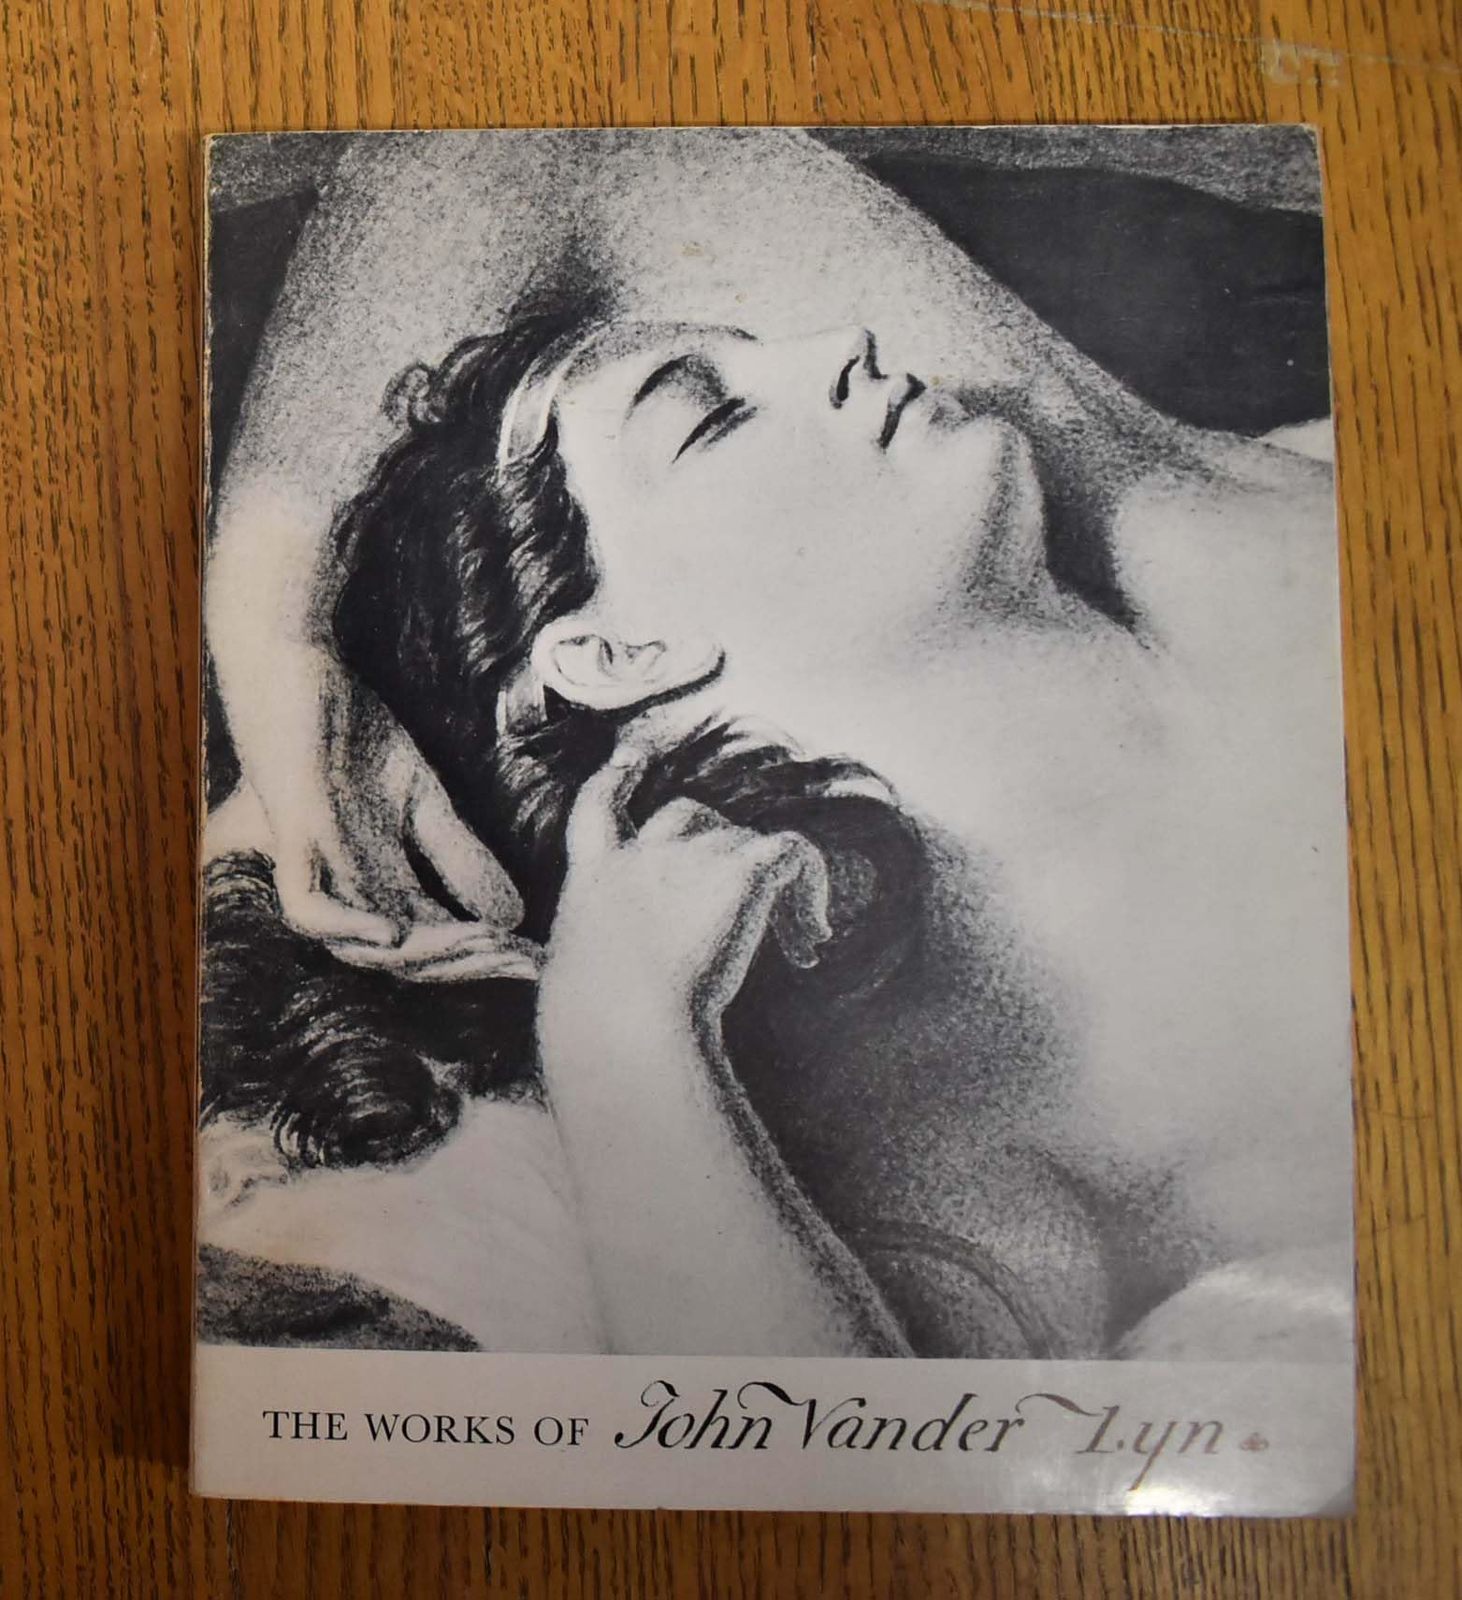 THE WORKS OF John Vander Lyn.